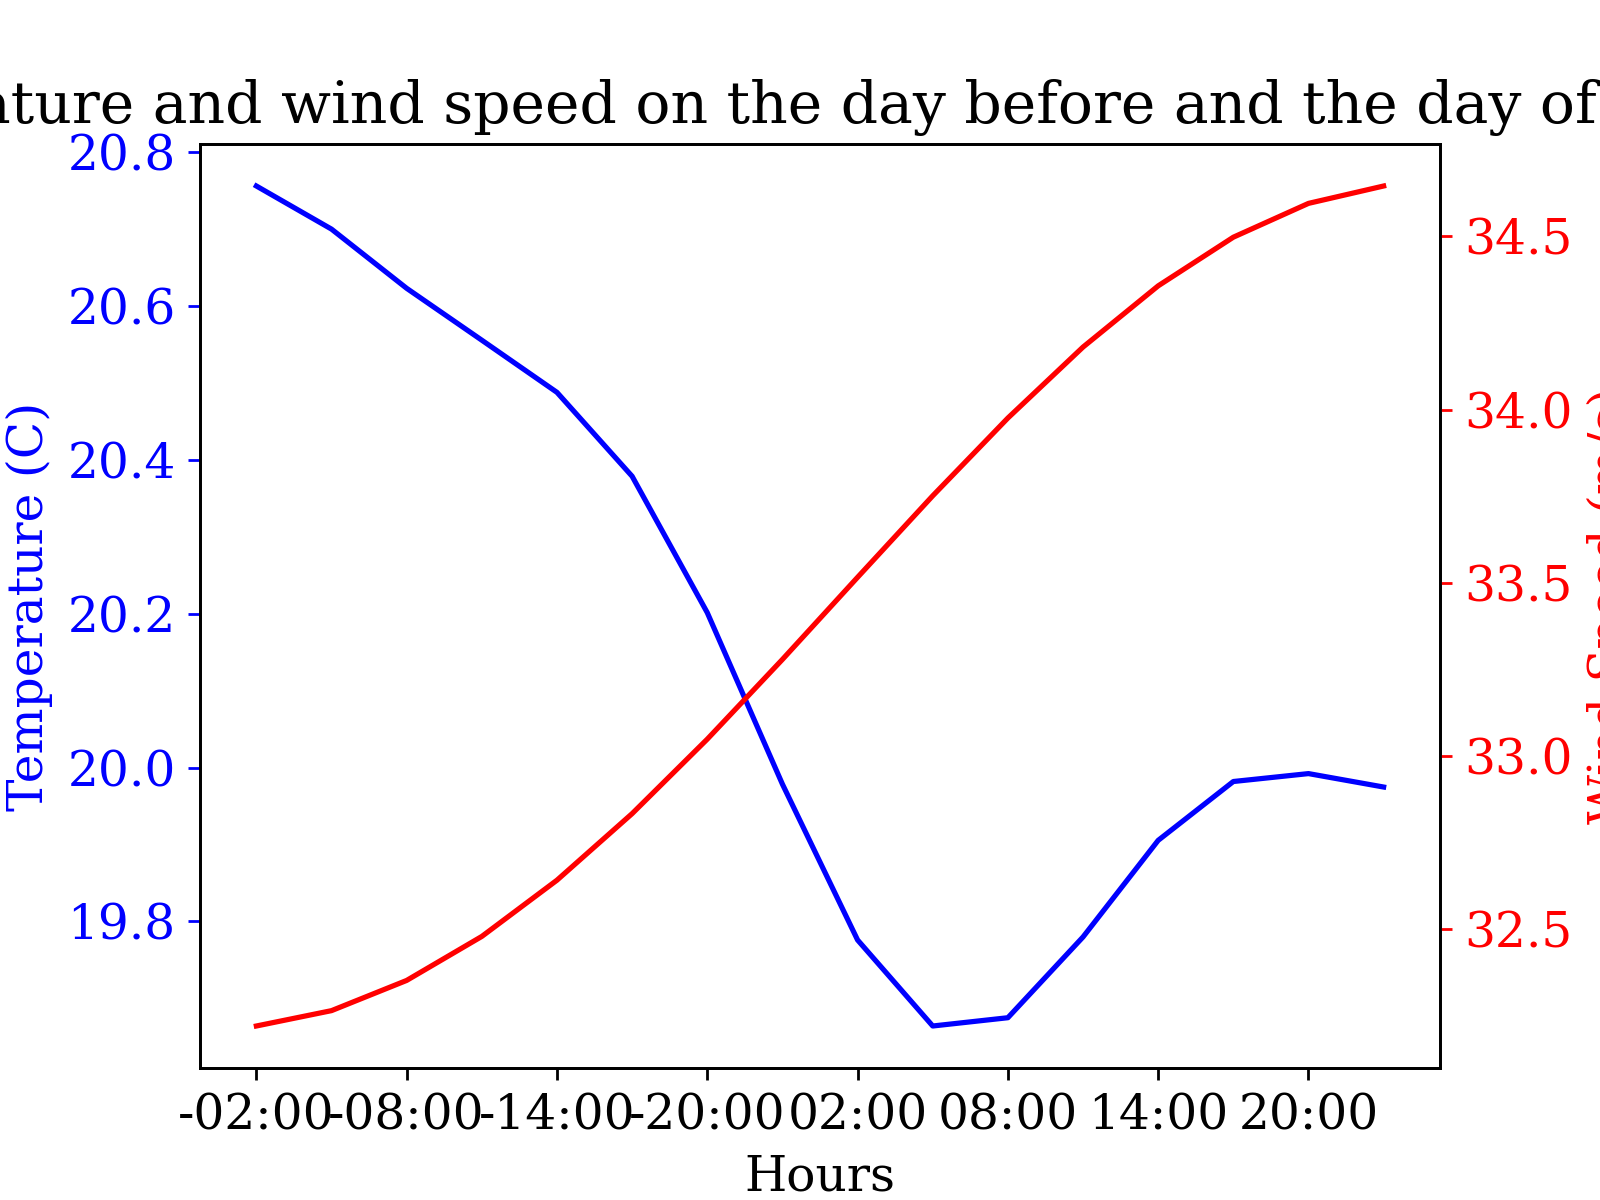 and wind speed on the day before and the day of
20.8
20.6
20.4
20.2
20.0
19.8
Temperature (C)
34.5
34.0
33.5
33.0
32.5
-02:00 -08:00 -14:00 -20:00 02:00 08:00 14:00 20:00
Hours